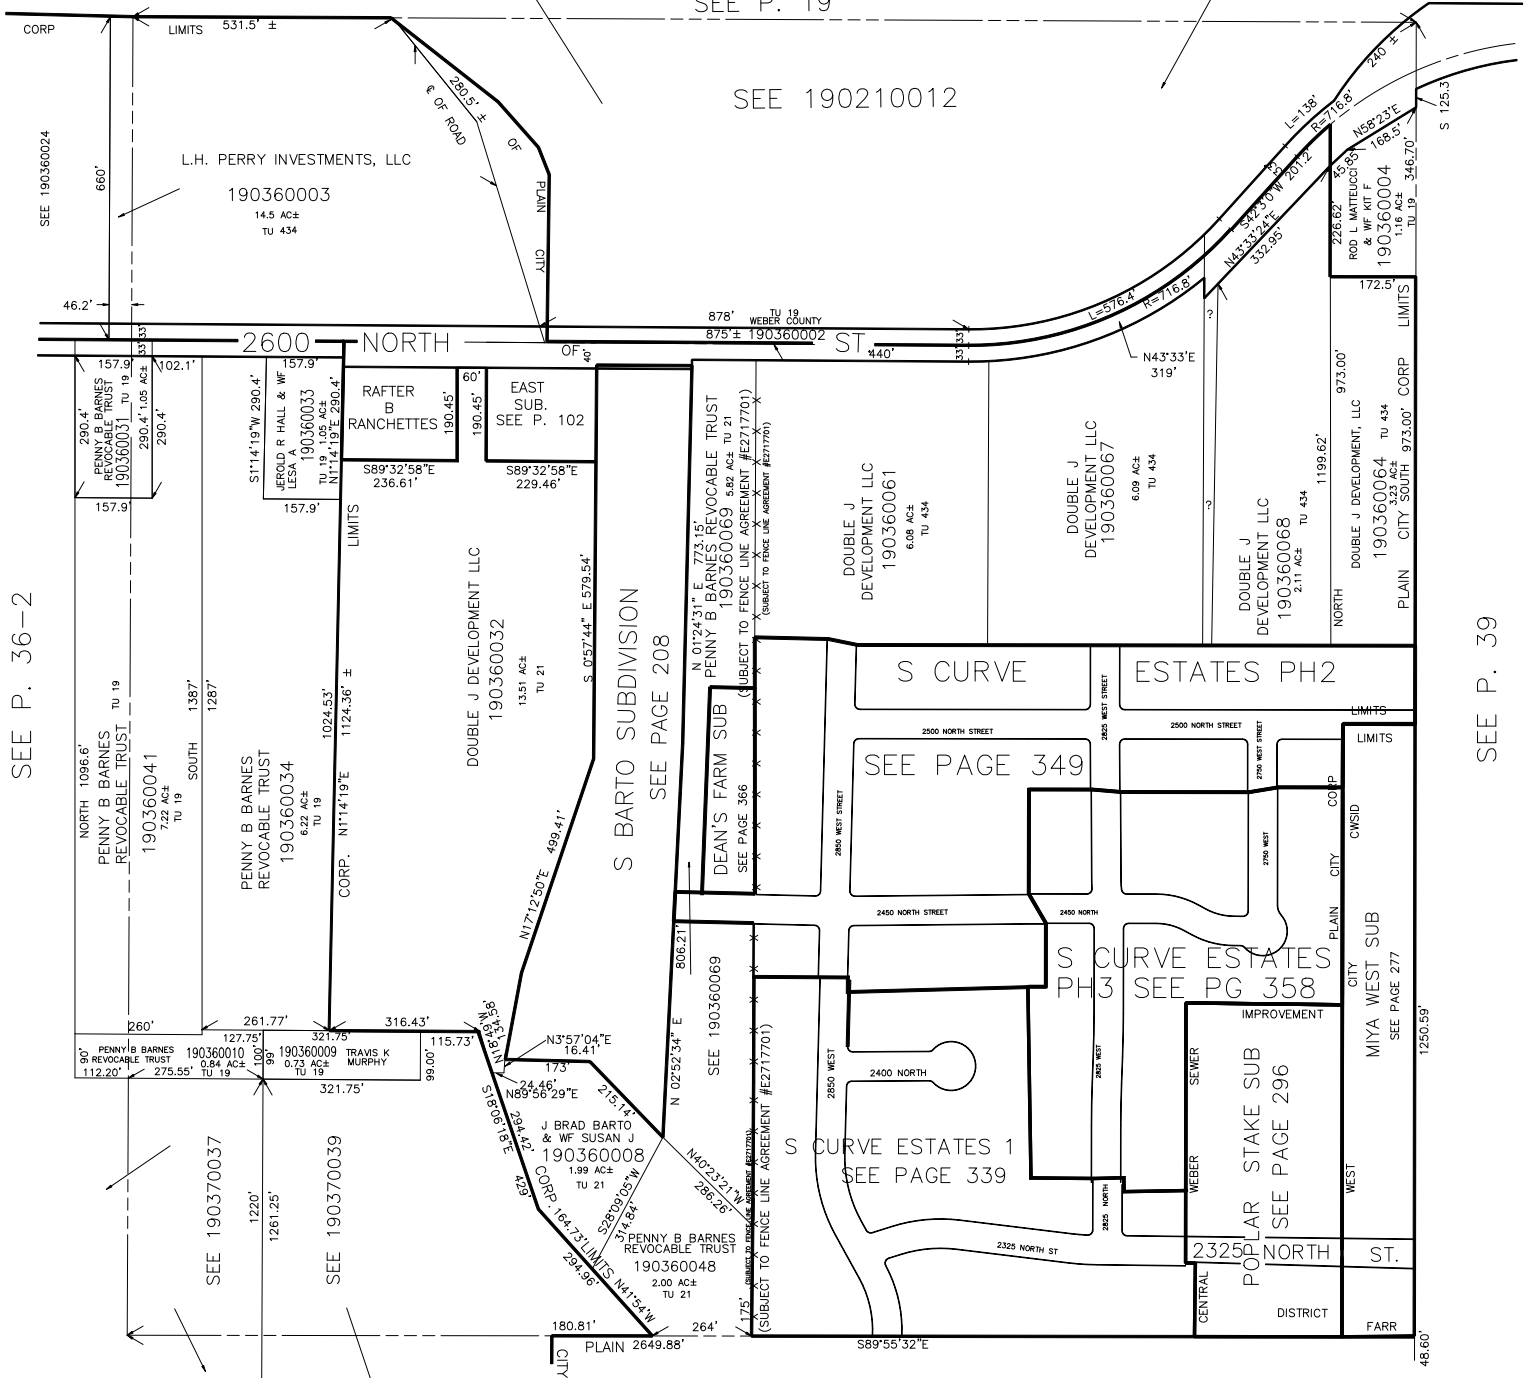 SEE P. 19
CORP
LIMITS
531.5' ±
SEE 190360024
660'
L.H. PERRY INVESTMENTS, LLC
190360003
14.5 AC±
TU 434
280.5' ±
℄ OF ROAD
OF
PLAIN
CITY
SEE 190210012
240 ±
L=138'
R=716.8'
N58°23'E
168.5'
S 125.3
45.85'
33'
S42°3'0"W 201.2'
N43°33'24"E
332.95'
226.62'
ROD L MATTEUCCI
& WF KIT F
190360004
1.16 AC±
TU 19
346.70'
172.5'
46.2'
2600 NORTH ST.
OF
40'
878'
TU 19
WEBER COUNTY
875'± 190360002
440'
33' 33'
L=576.4'
R=716.8'
N43°33'E
319'
?
?
157.9'
33' 33'
102.1'
290.4'
PENNY B BARNES
REVOCABLE TRUST
190360031 TU 19
290.4' 1.05 AC±
290.4'
157.9'
157.9'
S1°14'19"W 290.4'
JEROLD R HALL & WF
LESA A
190360033
TU 19 1.05 AC±
N1°14'19"E 290.4'
157.9'
LIMITS
RAFTER
B
RANCHETTES
60'
190.45'
190.45'
EAST
SUB.
SEE P. 102
S89°32'58"E
236.61'
S89°32'58"E
229.46'
SEE P. 36-2
NORTH 1096.6'
PENNY B BARNES
REVOCABLE TRUST TU 19
190360041
7.22 AC±
TU 19
SOUTH 1387'
1287'
PENNY B BARNES
REVOCABLE TRUST
190360034
6.22 AC±
TU 19
1024.53'
1124.36' ±
CORP. N1°14'19"E
DOUBLE J DEVELOPMENT LLC
190360032
13.51 AC±
TU 21
S 0°57'44" E 579.54'
499.41'
N17°12'50"E
S BARTO SUBDIVISION
SEE PAGE 208
N 01°24'31" E 773.15'
PENNY B BARNES REVOCABLE TRUST
190360069 5.82 AC± TU 21
(SUBJECT TO FENCE LINE AGREEMENT #E2717701)
(SUBJECT TO FENCE LINE AGREEMENT #E2717701)
DEAN'S FARM SUB
SEE PAGE 366
DOUBLE J
DEVELOPMENT LLC
190360061
6.08 AC±
TU 434
DOUBLE J
DEVELOPMENT LLC
190360067
6.09 AC±
TU 434
DOUBLE J
DEVELOPMENT LLC
190360068
2.11 AC±
TU 434
1199.62'
973.00'
NORTH
DOUBLE J DEVELOPMENT, LLC
190360064 TU 434
3.23 AC±
SOUTH 973.00'
PLAIN CITY CORP LIMITS
SEE P. 39
S CURVE ESTATES PH2
2500 NORTH STREET
2825 WEST STREET
2500 NORTH STREET
2750 WEST STREET
LIMITS
LIMITS
SEE PAGE 349
2850 WEST STREET
2750 WEST
CORP
CITY
PLAIN
CWSID
CITY
WEST
2450 NORTH STREET
2450 NORTH
S CURVE ESTATES
PH3 SEE PG 358
MIYA WEST SUB
SEE PAGE 277
1250.59'
806.21'
SEE 190360069
N 02°52'34" E
260'
261.77'
316.43'
127.75'
321.75'
115.73'
90'
PENNY B BARNES
REVOCABLE TRUST
190360010
0.84 AC±
TU 19
112.20'
275.55'
100'
99'
190360009
0.73 AC±
TU 19
TRAVIS K
MURPHY
99.00'
321.75'
N18°49'W
134.58'
N3°57'04"E
16.41'
173'
24.46'
N89°56'29"E
215.14'
S18°06'18"E
294.42'
429'
CORP.
LIMITS
164.73'
294.96'
N41°54'W
J BRAD BARTO
& WF SUSAN J
190360008
1.99 AC±
TU 21
S28°09'05"W
314.84'
N40°23'21"W
286.26'
PENNY B BARNES
REVOCABLE TRUST
190360048
2.00 AC±
TU 21
175'
(SUBJECT TO FENCE LINE AGREEMENT #E2717701)
(SUBJECT TO FENCE LINE AGREEMENT #E2717701)
SEE 190370037
1220'
1261.25'
SEE 190370039
2850 WEST
2400 NORTH
2825 WEST
S CURVE ESTATES 1
SEE PAGE 339
2325 NORTH ST
2825 NORTH
IMPROVEMENT
SEWER
WEBER
CENTRAL
POPLAR STAKE SUB
SEE PAGE 296
2325 NORTH ST.
DISTRICT
FARR
180.81'
PLAIN
CITY
2649.88'
264'
S89°55'32"E
48.60'